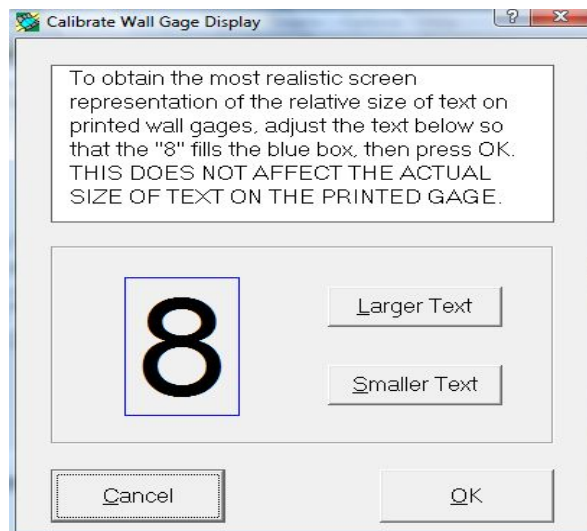 Calibrate Wall Gage Display
?
To obtain the most realistic screen
representation of the relative size of text on
printed wall gages, adjust the text below so
that the "8" fills the blue box, then press OK.
THIS DOES NOT AFFECT THE ACTUAL
SIZE OF TEXT ON THE PRINTED GAGE.
8
Larger Text
Smaller Text
Cancel OK